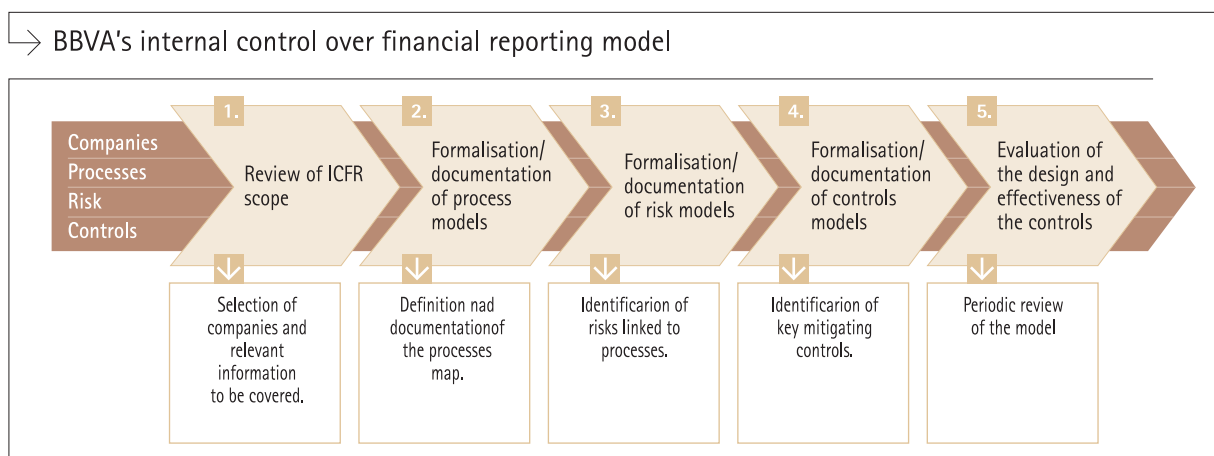 BBVA's internal control over financial reporting model
Companies
Processes
Risk
Controls
1.
Review of ICFR
scope
2.
Formalisation/
documentation
of process
models
3.
Formalisation/
documentation
of risk models
4.
Formalisation/
documentation
of controls
models
5.
Evaluation of
the design and
effectiveness of
the controls
Selection of
companies and
relevant
information
to be covered.
Definition nad
documentationof
the processes
map.
Identificarion of
risks linked to
processes.
Identificarion of
key mitigating
controls.
Periodic review
of the model